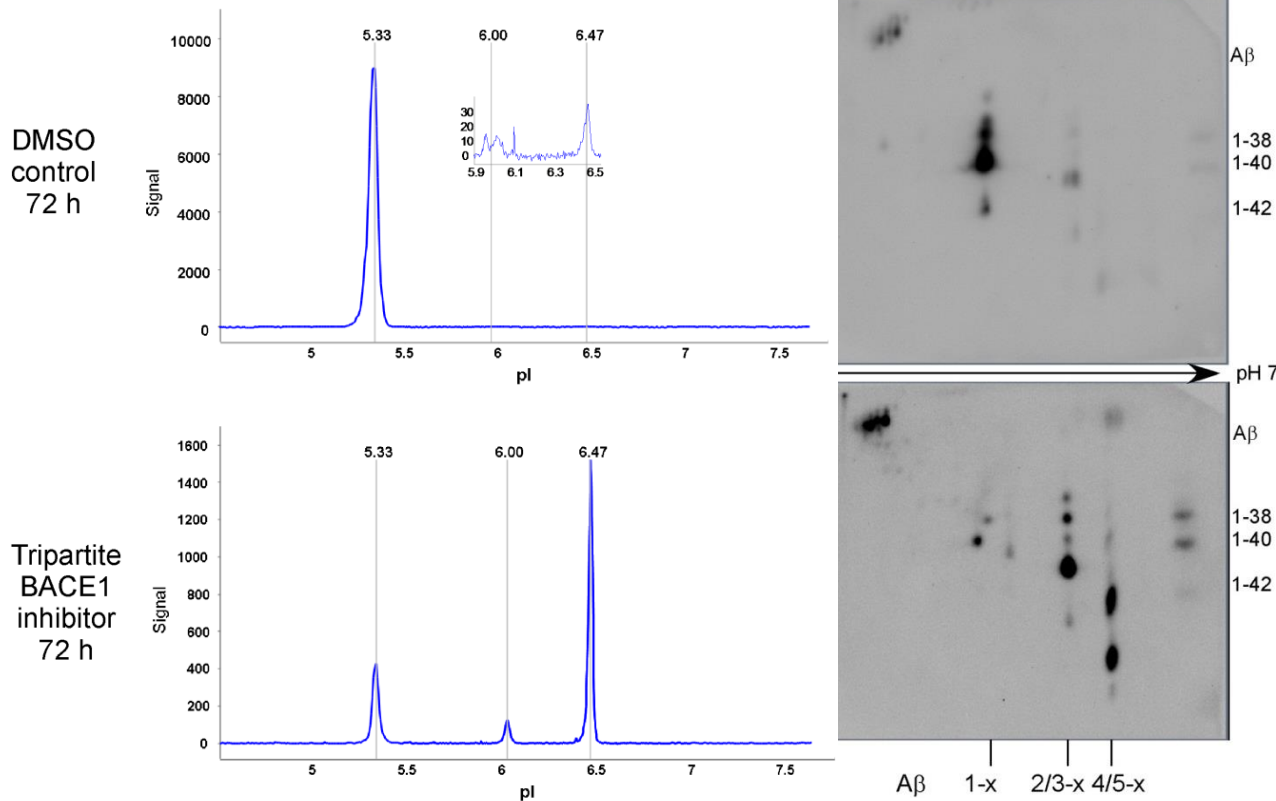 DMSO
control
72 h
Signal
10000
8000
6000
4000
2000
0
5.33 6.00 6.47
30
20
10
0
5.9 6.1 6.3 6.5
5 5.5 6 6.5 7 7.5
pI
Aβ
1-38
1-40
1-42
pH 7
Tripartite
BACE1
inhibitor
72 h
Signal
1600
1400
1200
1000
800
600
400
200
0
5.33 6.00 6.47
5 5.5 6 6.5 7 7.5
pI
Aβ
1-38
1-40
1-42
Aβ 1-x 2/3-x 4/5-x